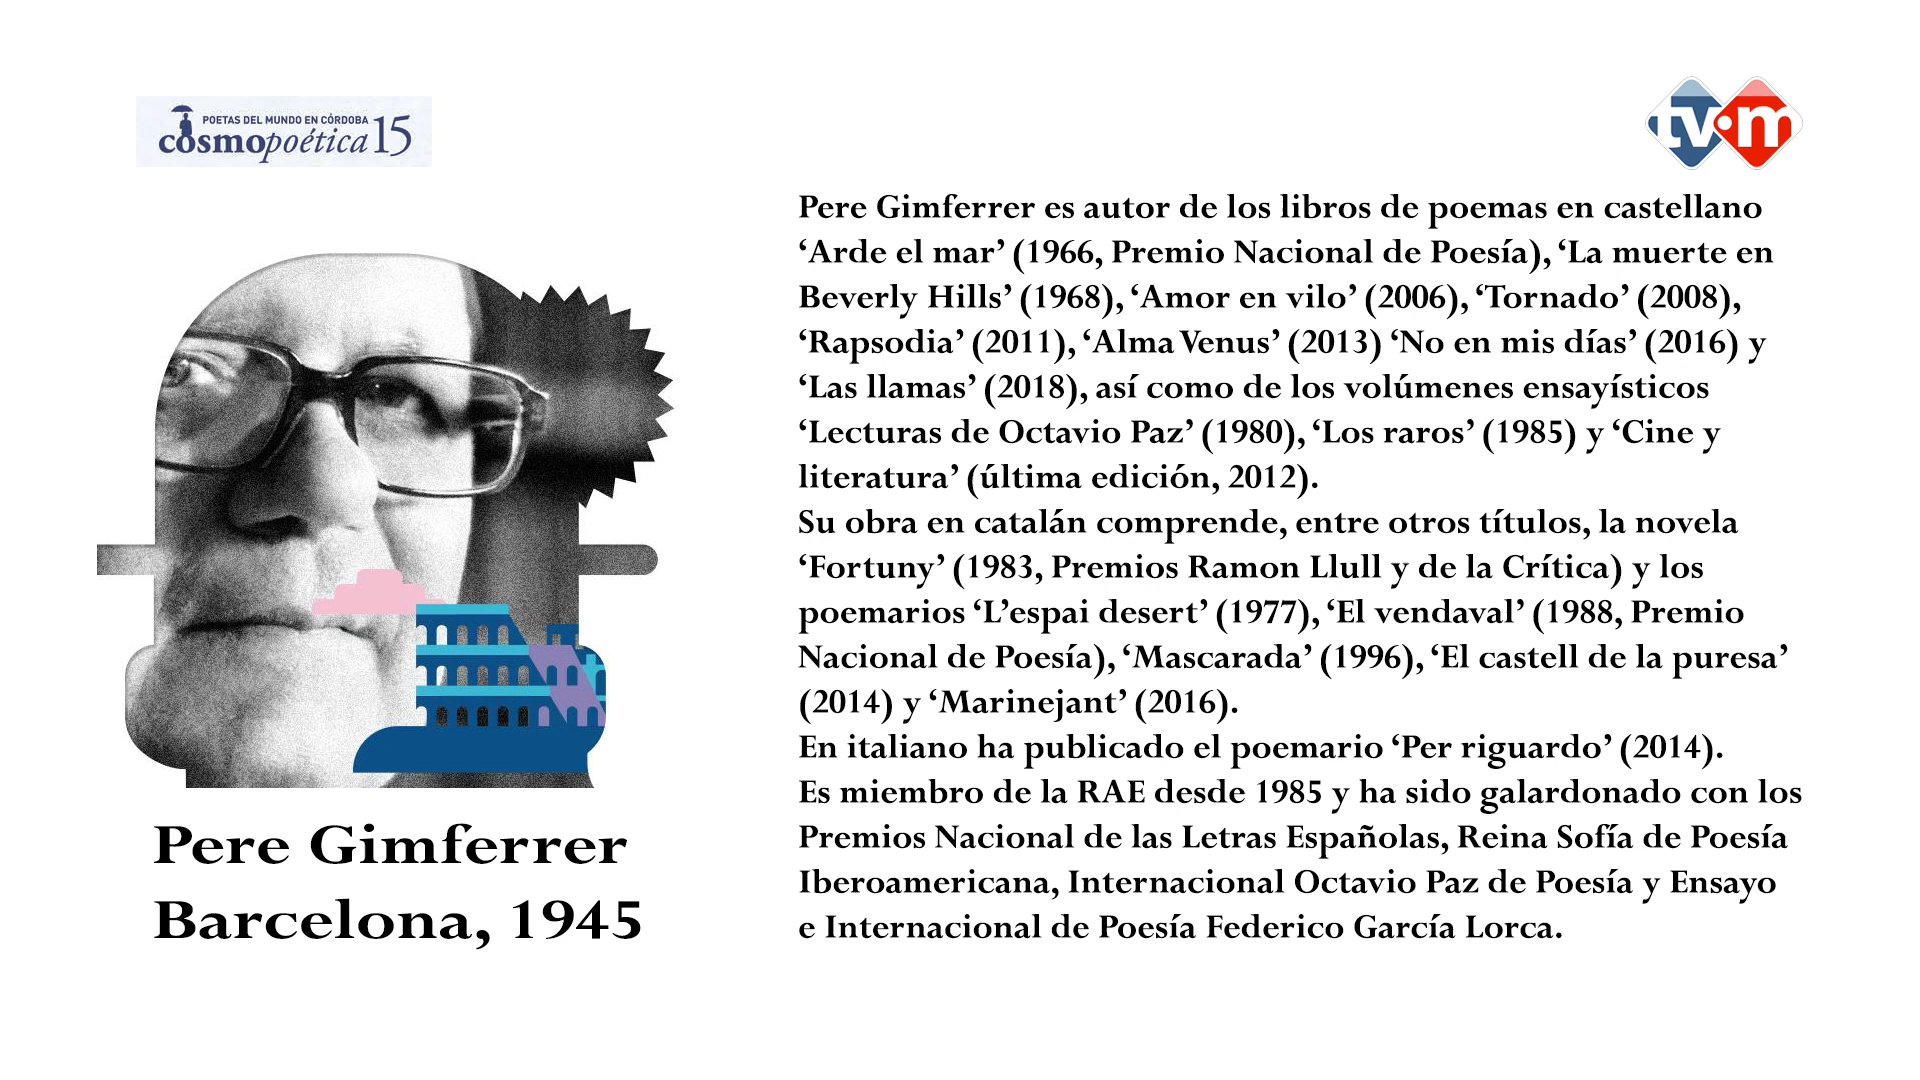 POETAS DEL MUNDO EN CÓRDOBA
cosmopoética 15
tv.m
Pere Gimferrer es autor de los libros de poemas en castellano
‘Arde el mar’ (1966, Premio Nacional de Poesía), ‘La muerte en
Beverly Hills’ (1968), ‘Amor en vilo’ (2006), ‘Tornado’ (2008),
‘Rapsodia’ (2011), ‘Alma Venus’ (2013) ‘No en mis días’ (2016) y
‘Las llamas’ (2018), así como de los volúmenes ensayísticos
‘Lecturas de Octavio Paz’ (1980), ‘Los raros’ (1985) y ‘Cine y
literatura’ (última edición, 2012).
Su obra en catalán comprende, entre otros títulos, la novela
‘Fortuny’ (1983, Premios Ramon Llull y de la Crítica) y los
poemarios ‘L’espai desert’ (1977), ‘El vendaval’ (1988, Premio
Nacional de Poesía), ‘Mascarada’ (1996), ‘El castell de la puresa’
(2014) y ‘Marinejant’ (2016).
En italiano ha publicado el poemario ‘Per riguardo’ (2014).
Es miembro de la RAE desde 1985 y ha sido galardonado con los
Premios Nacional de las Letras Españolas, Reina Sofía de Poesía
Iberoamericana, Internacional Octavio Paz de Poesía y Ensayo
e Internacional de Poesía Federico García Lorca.
Pere Gimferrer
Barcelona, 1945